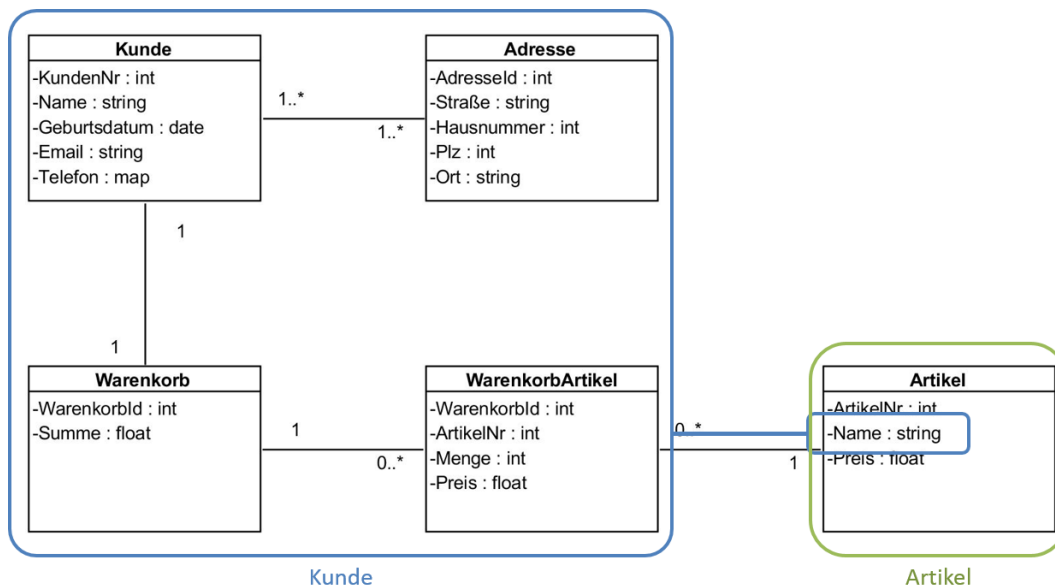 Kunde
-KundenNr : int
-Name : string
-Geburtsdatum : date
-Email : string
-Telefon : map
1..*
1..*
Adresse
-AdresseId : int
-Straße : string
-Hausnummer : int
-Plz : int
-Ort : string
1
1
Warenkorb
-WarenkorbId : int
-Summe : float
1
0..*
WarenkorbArtikel
-WarenkorbId : int
-ArtikelNr : int
-Menge : int
-Preis : float
0..*
1
Artikel
-ArtikelNr : int
-Name : string
-Preis : float
Kunde
Artikel